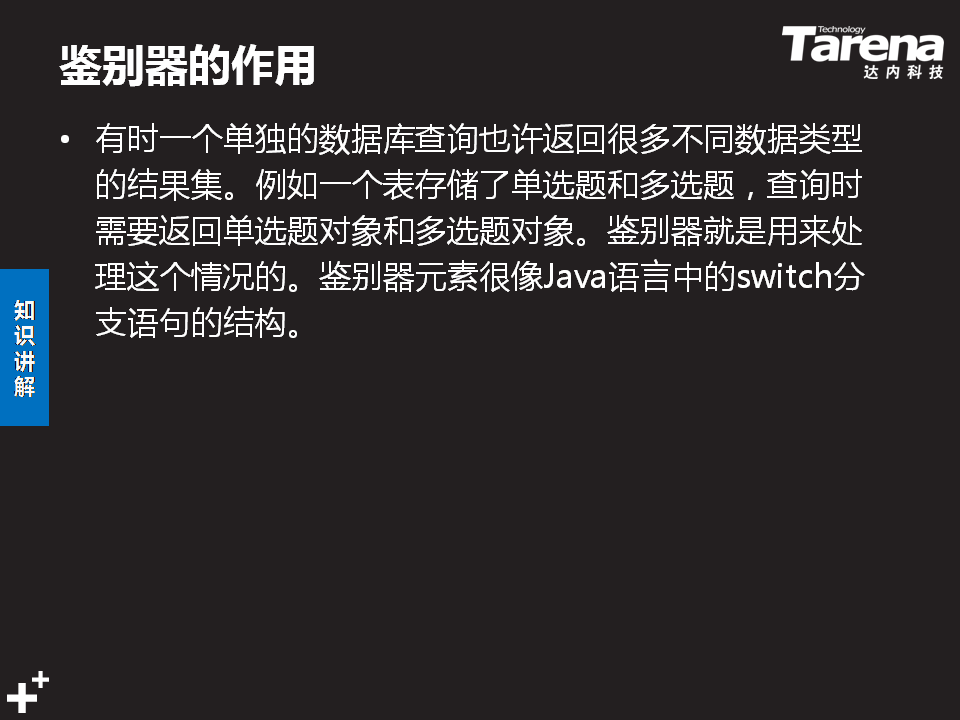 鉴别器的作用
Technology
Tarena
达内科技
• 有时一个单独的数据库查询也许返回很多不同数据类型
的结果集。例如一个表存储了单选题和多选题，查询时
需要返回单选题对象和多选题对象。鉴别器就是用来处
理这个情况的。鉴别器元素很像Java语言中的switch分
支语句的结构。
知识讲解